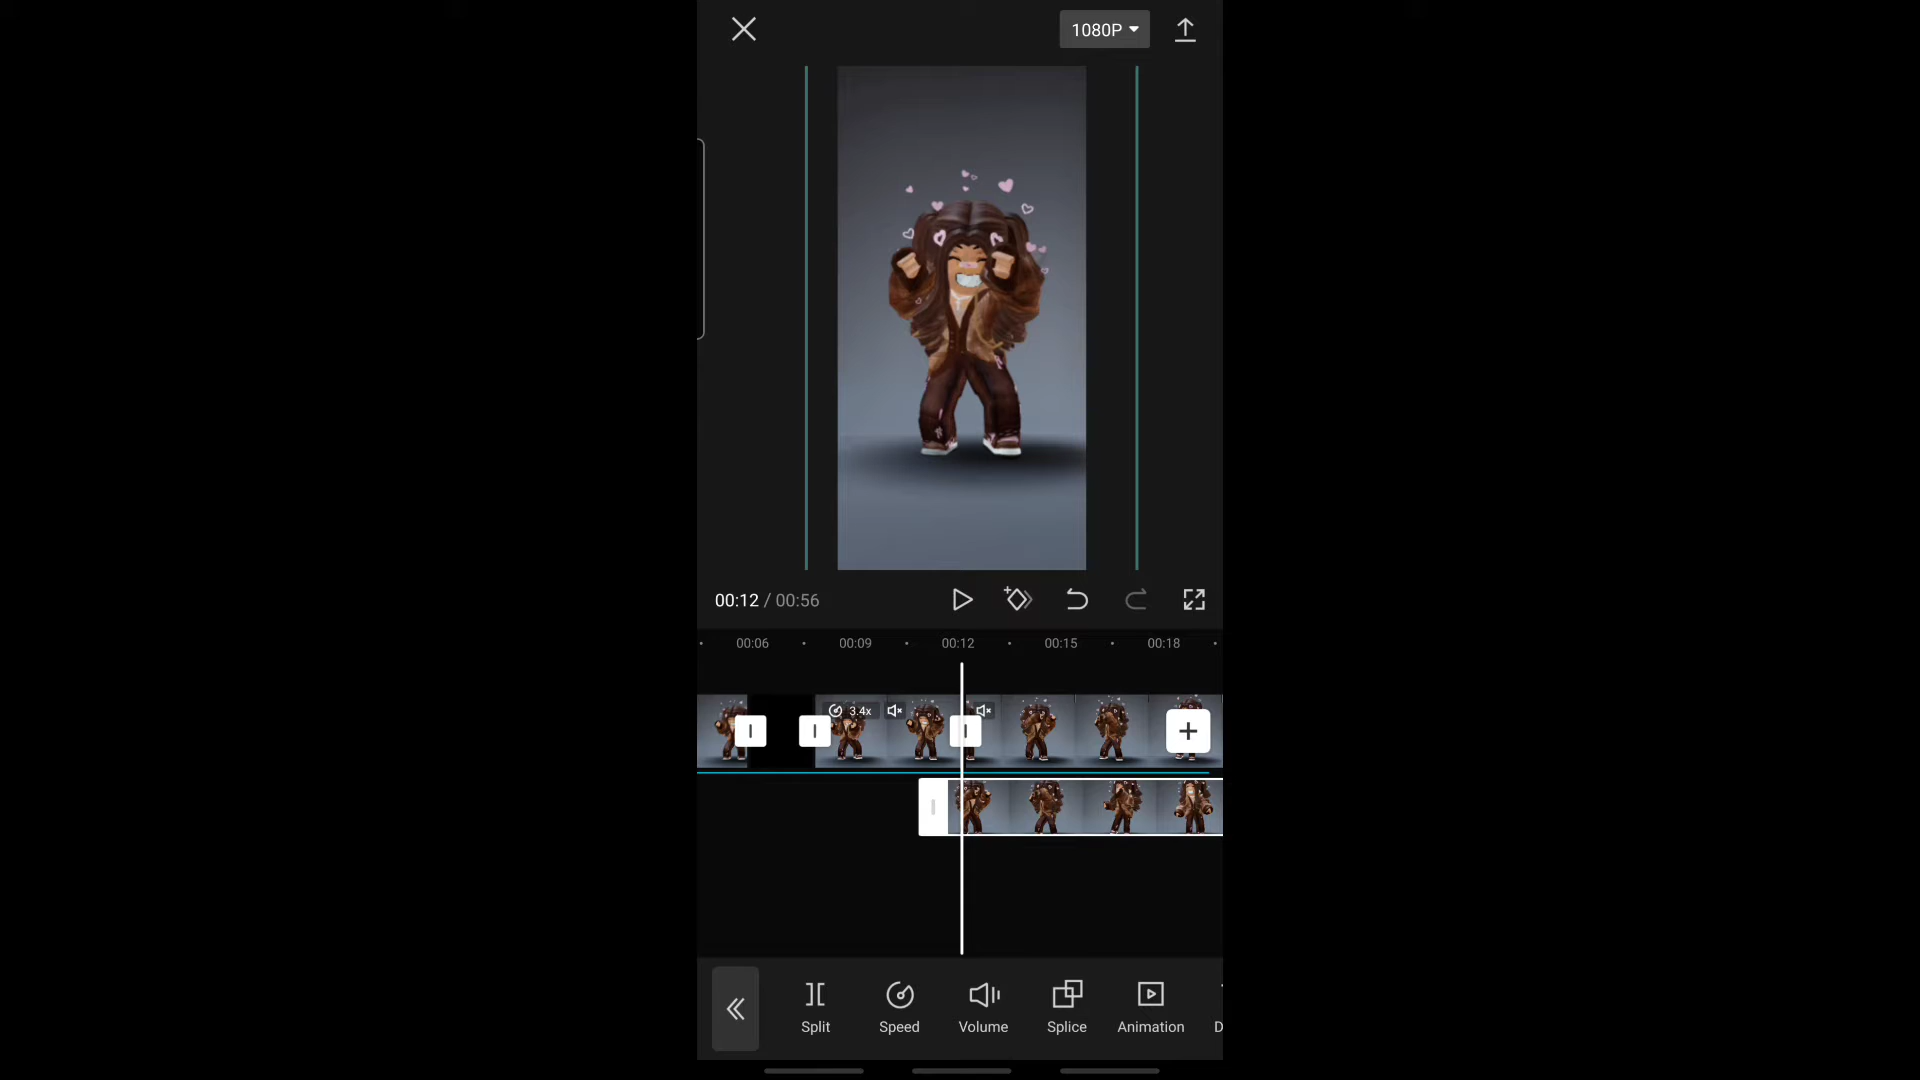 1080P
00:12 / 00:56
00:06 00:09 00:12 00:15 00:18
3.4x
Split Speed Volume Splice Animation D